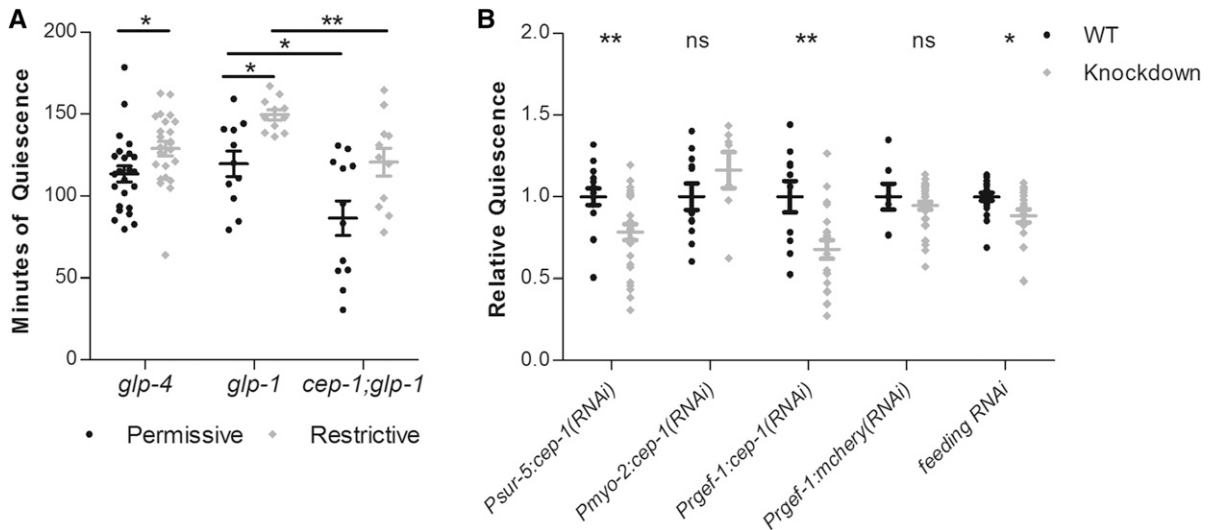 A
Minutes of Quiescence
200
150
100
50
0
*
**
*
*
glp-4
glp-1
cep-1;glp-1
Permissive
Restrictive
B
Relative Quiescence
2.0
1.5
1.0
0.5
0.0
**
ns
**
ns
*
WT
Knockdown
Psur-5:cep-1(RNAi)
Pmyo-2:cep-1(RNAi)
Prgef-1:cep-1(RNAi)
Prgef-1:mchery(RNAi)
feeding RNAi